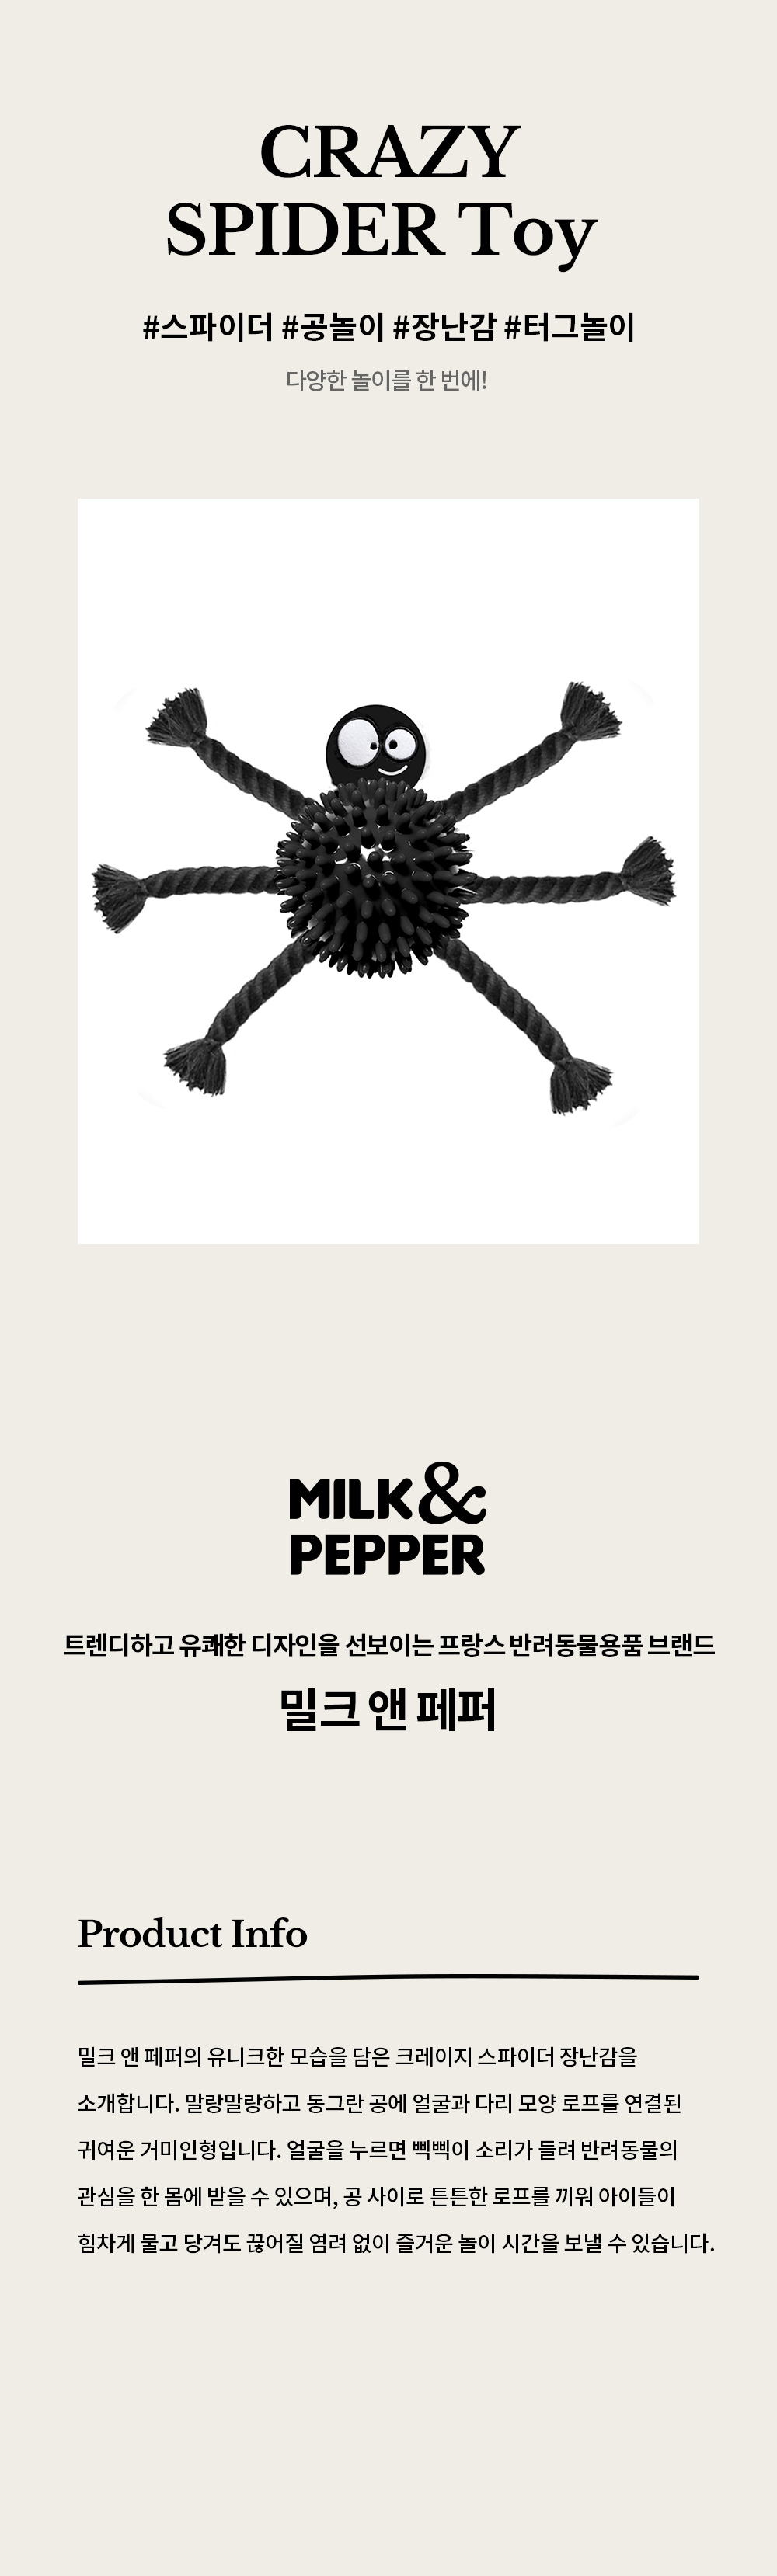 CRAZY
SPIDER Toy
#스파이더 #공놀이 #장난감 #터그놀이
다양한 놀이를 한 번에!
MILK&
PEPPER
트렌디하고 유쾌한 디자인을 선보이는 프랑스 반려동물용품 브랜드
밀크 앤 페퍼
Product Info
밀크 앤 페퍼의 유니크한 모습을 담은 크레이지 스파이더 장난감을
소개합니다. 말랑말랑하고 동그란 공에 얼굴과 다리 모양 로프를 연결된
귀여운 거미인형입니다. 얼굴을 누르면 삑삑이 소리가 들려 반려동물의
관심을 한 몸에 받을 수 있으며, 공 사이로 튼튼한 로프를 끼워 아이들이
힘차게 물고 당겨도 끊어질 염려 없이 즐거운 놀이 시간을 보낼 수 있습니다.